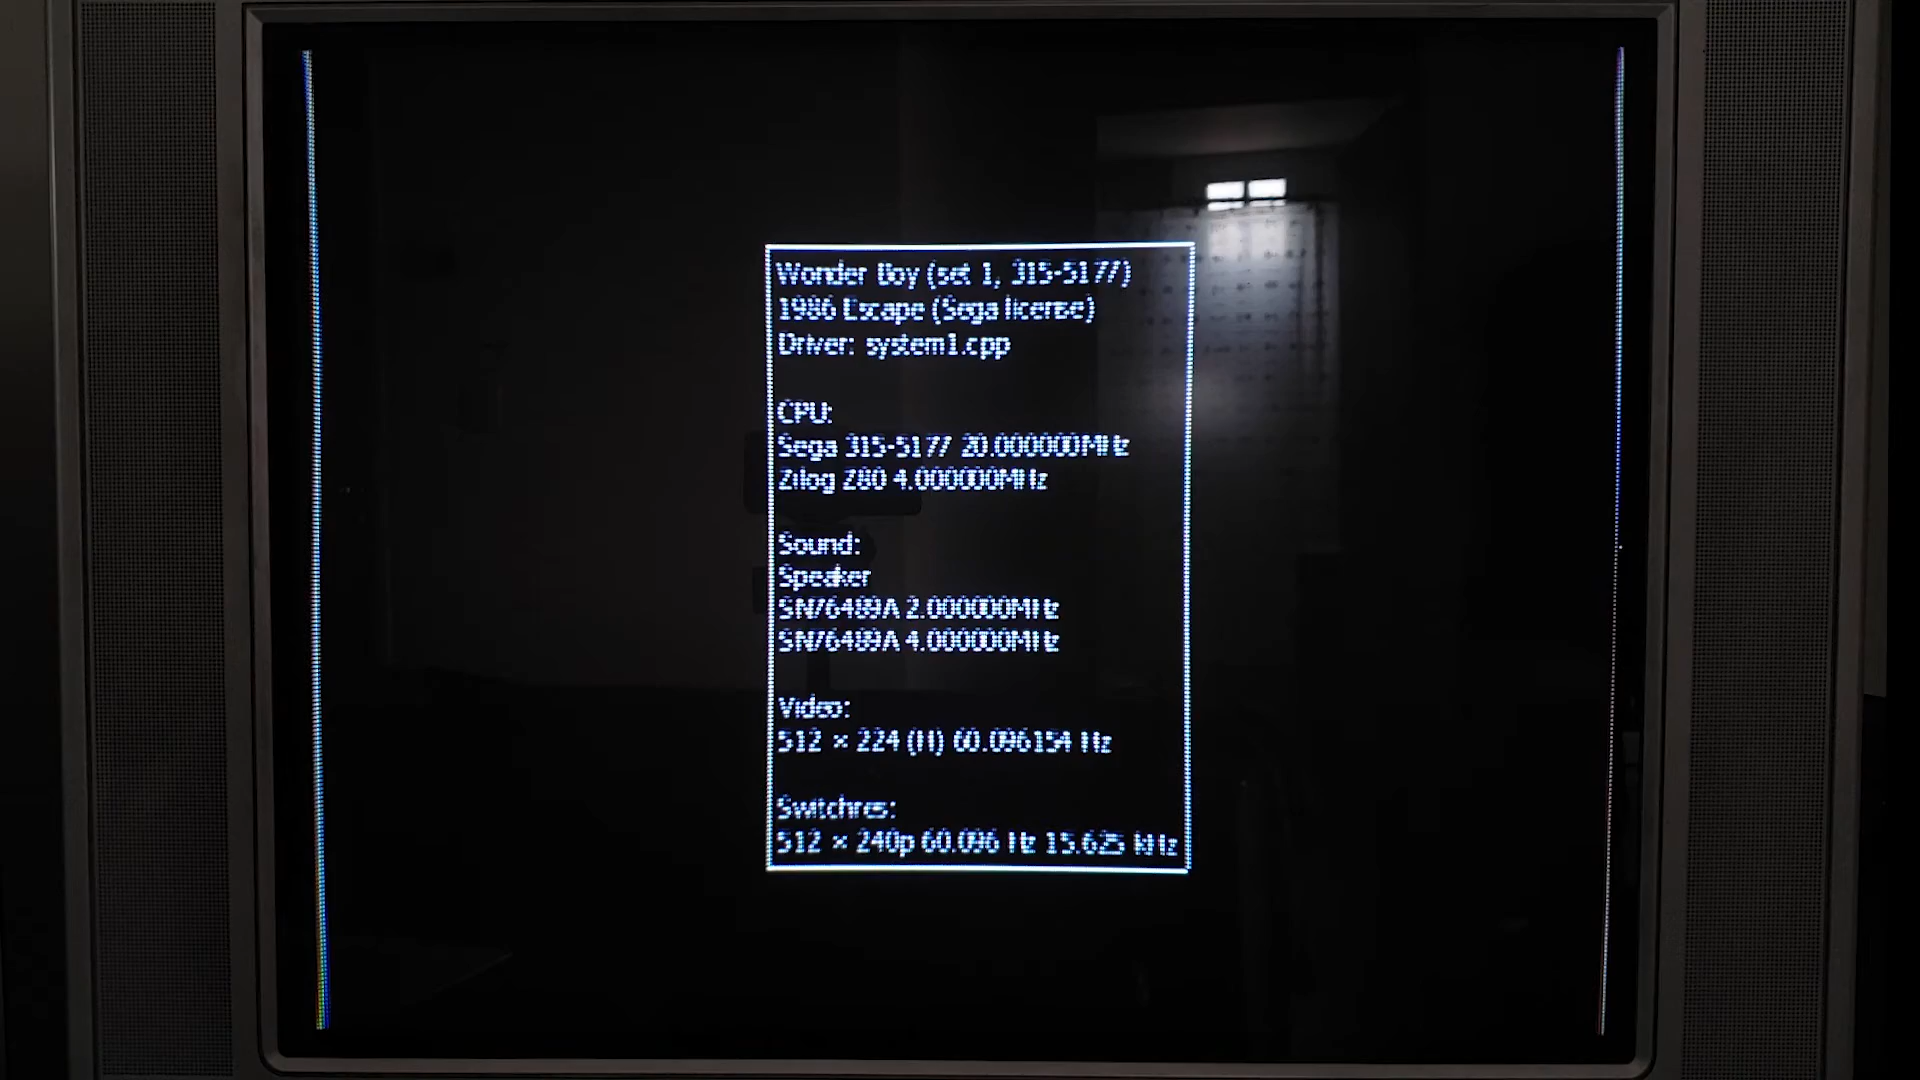 Wonder Boy (set 1, 315-5177)
1986 Escape (Sega license)
Driver: system1.cpp
CPU:
Sega 315-5177 20.000000MHz
Zilog Z80 4.000000MHz
Sound:
Speaker
SN76489A 2.000000MHz
SN76489A 4.000000MHz
Video:
512 × 224 (H) 60.096154 Hz
Switchres:
512 × 240p 60.096 Hz 15.625 kHz